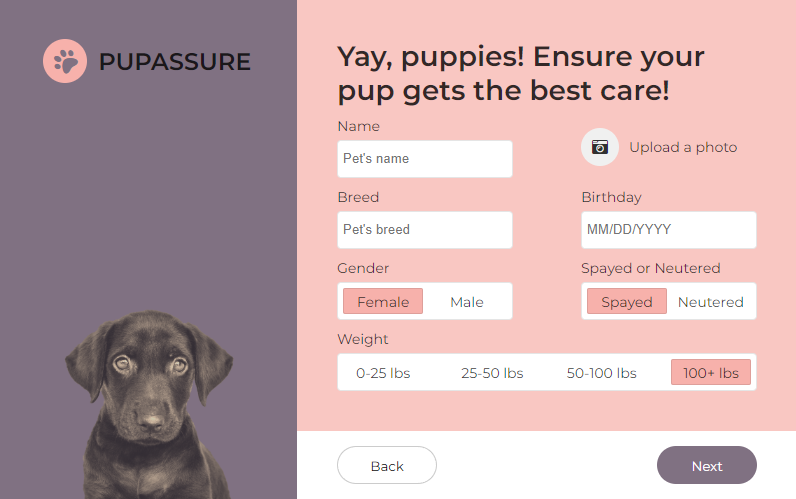 PUPASSURE
Yay, puppies! Ensure your
pup gets the best care!
Name
Pet's name
Upload a photo
Breed
Pet's breed
Birthday
MM/DD/YYYY
Gender
Female Male
Spayed or Neutered
Spayed Neutered
Weight
0-25 lbs 25-50 lbs 50-100 lbs 100+ lbs
Back Next